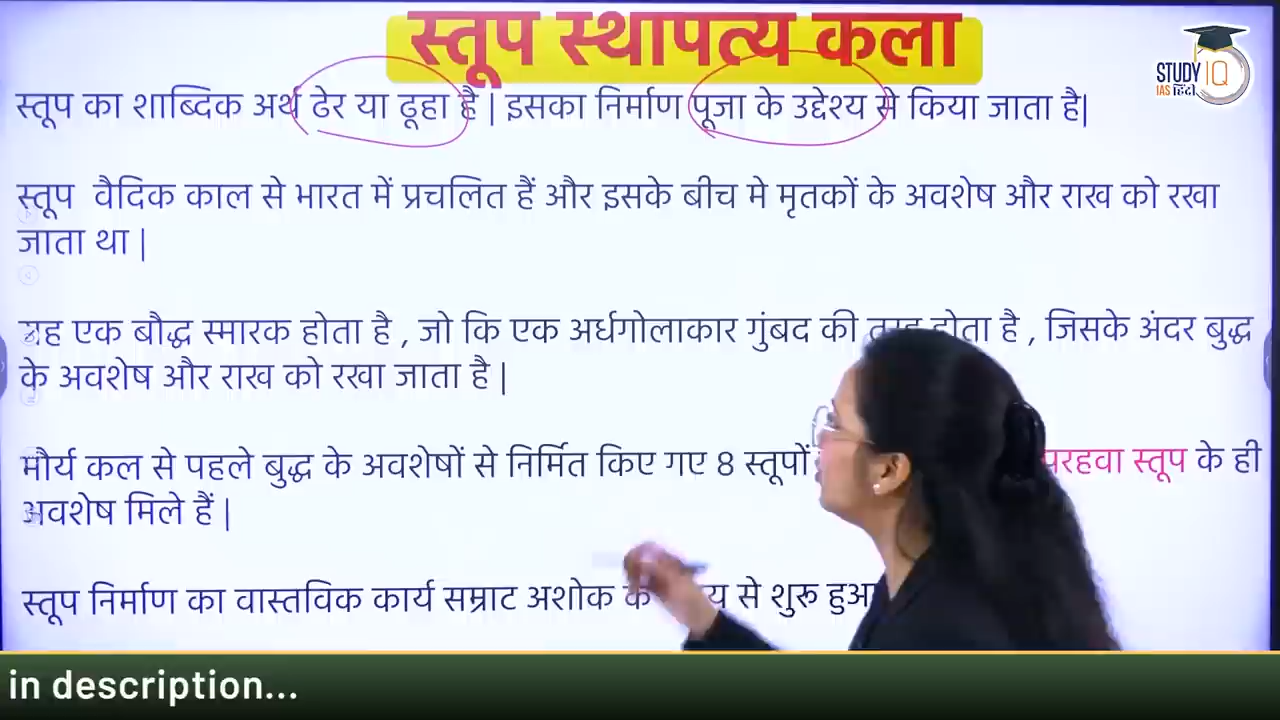 स्तूप स्थापत्य कला
STUDY IQ
IAS हिंदी
स्तूप का शाब्दिक अर्थ ढेर या ढूहा है | इसका निर्माण पूजा के उद्देश्य से किया जाता है|
स्तूप वैदिक काल से भारत में प्रचलित हैं और इसके बीच मे मृतकों के अवशेष और राख को रखा
जाता था |
यह एक बौद्ध स्मारक होता है , जो कि एक अर्धगोलाकार गुंबद की होता है , जिसके अंदर बुद्ध
के अवशेष और राख को रखा जाता है |
मौर्य कल से पहले बुद्ध के अवशेषों से निर्मित किए गए 8 स्तूपों परहवा स्तूप के ही
अवशेष मिले हैं |
स्तूप निर्माण का वास्तविक कार्य सम्राट अशोक से शुरू
in description...